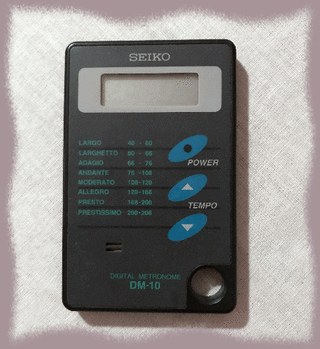 SEIKO
LARGO 40 - 60
LARGHETTO 60 - 66
ADAGIO 66 - 76
ANDANTE 76 - 108
POWER
MODERATO 108-120
ALLEGRO 120-168
PRESTO 168-200
TEMPO
PRESTISSIMO 200-208
DIGITAL METRONOME
DM-10